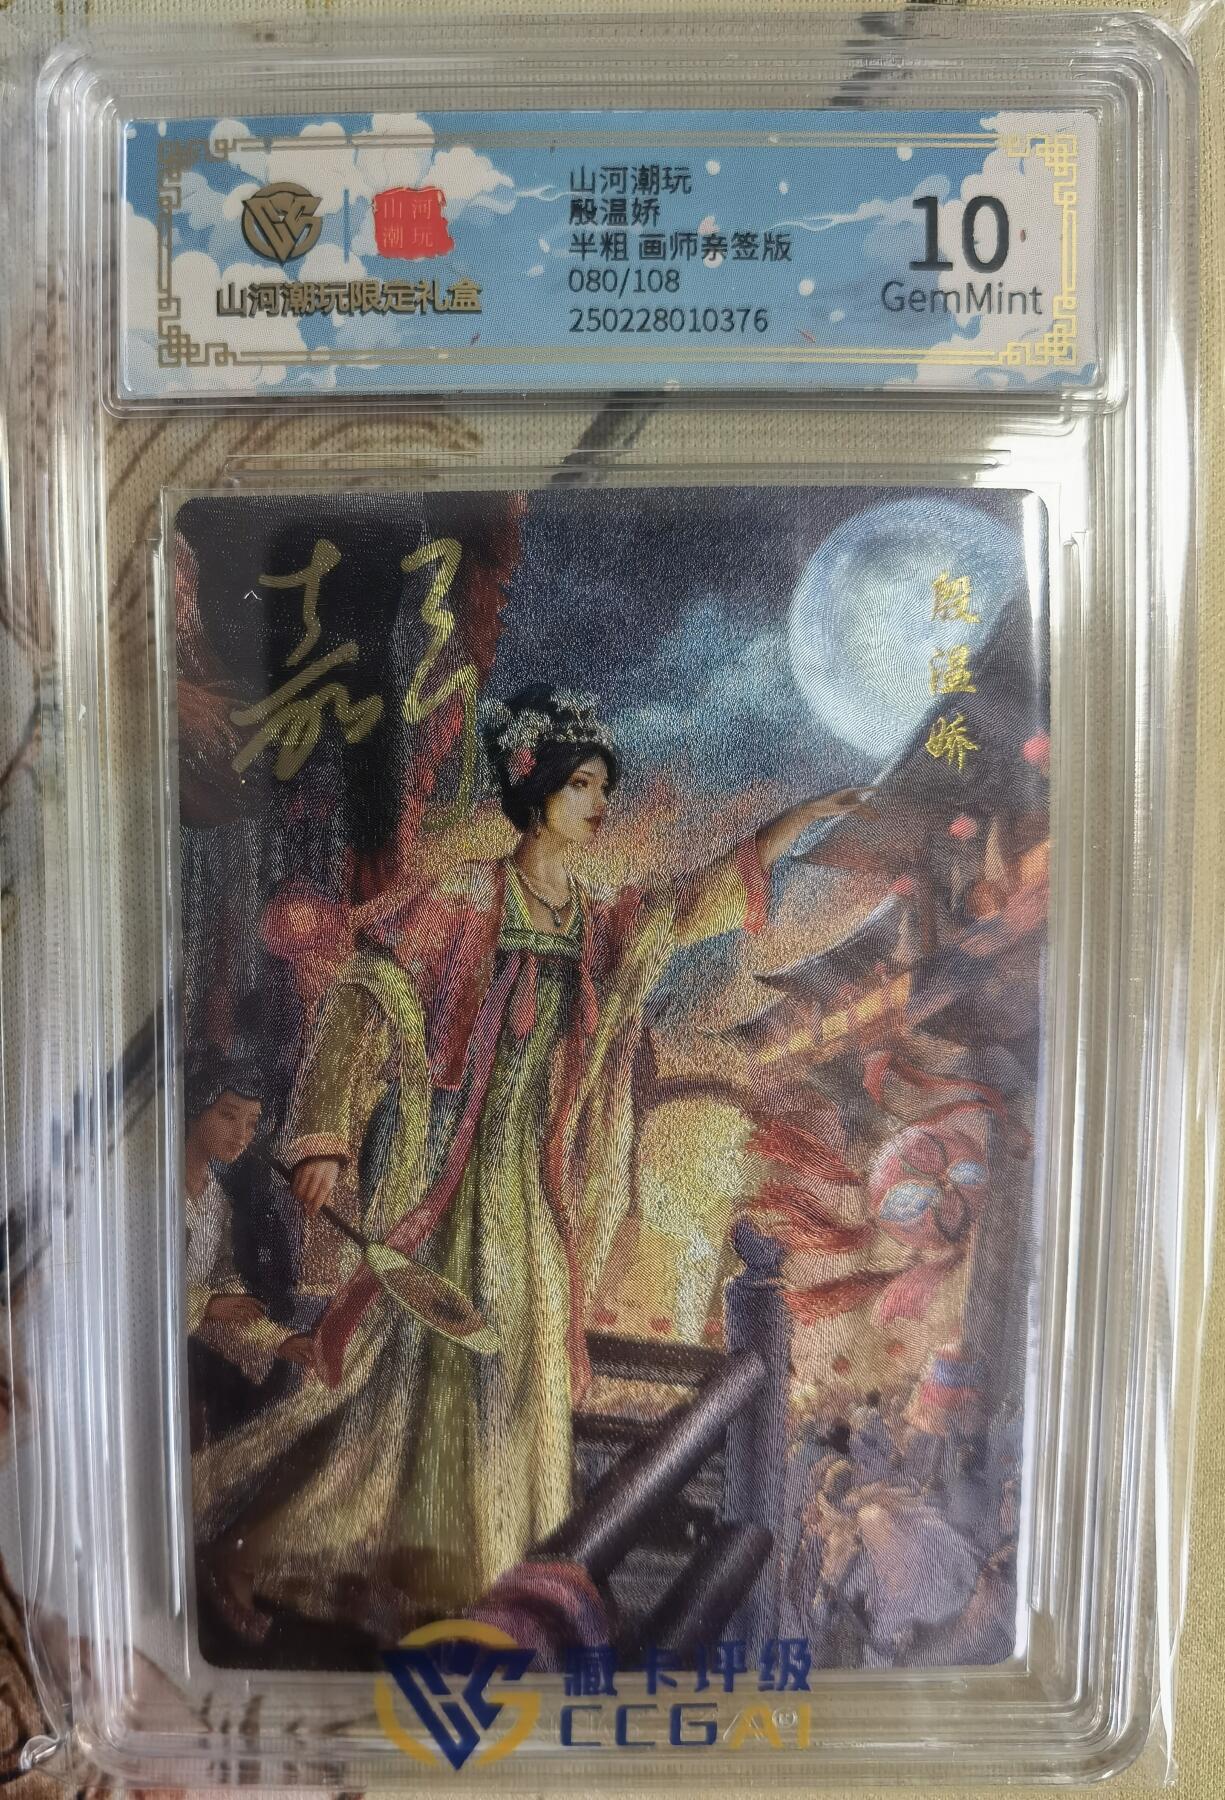 山河
潮玩
山河潮玩限定礼盒
山河潮玩
殷温娇
半粗 画师亲签版
080/108
250228010376
10
GemMint
殷温娇
藏卡评级
CCGAI